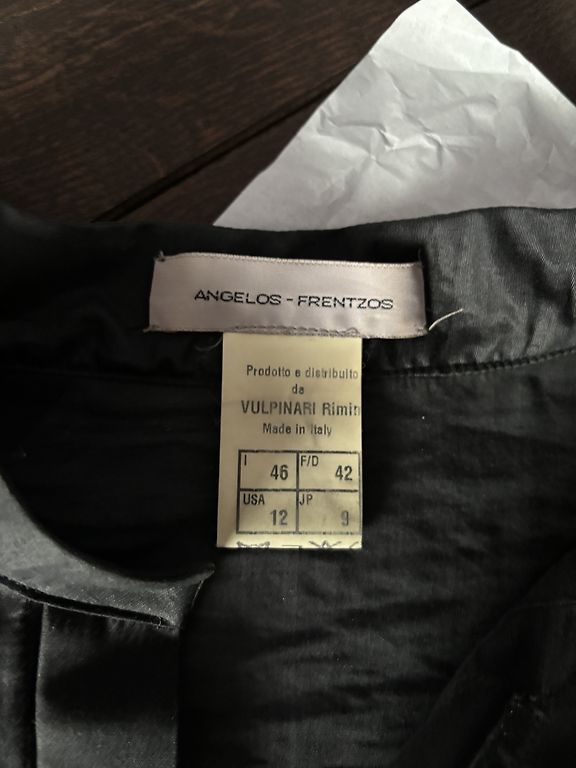 ANGELOS - FRENTZOS
Prodotto e distribuito
da
VULPINARI Rimin
Made in Italy
I 46 F/D 42
USA 12 JP 9